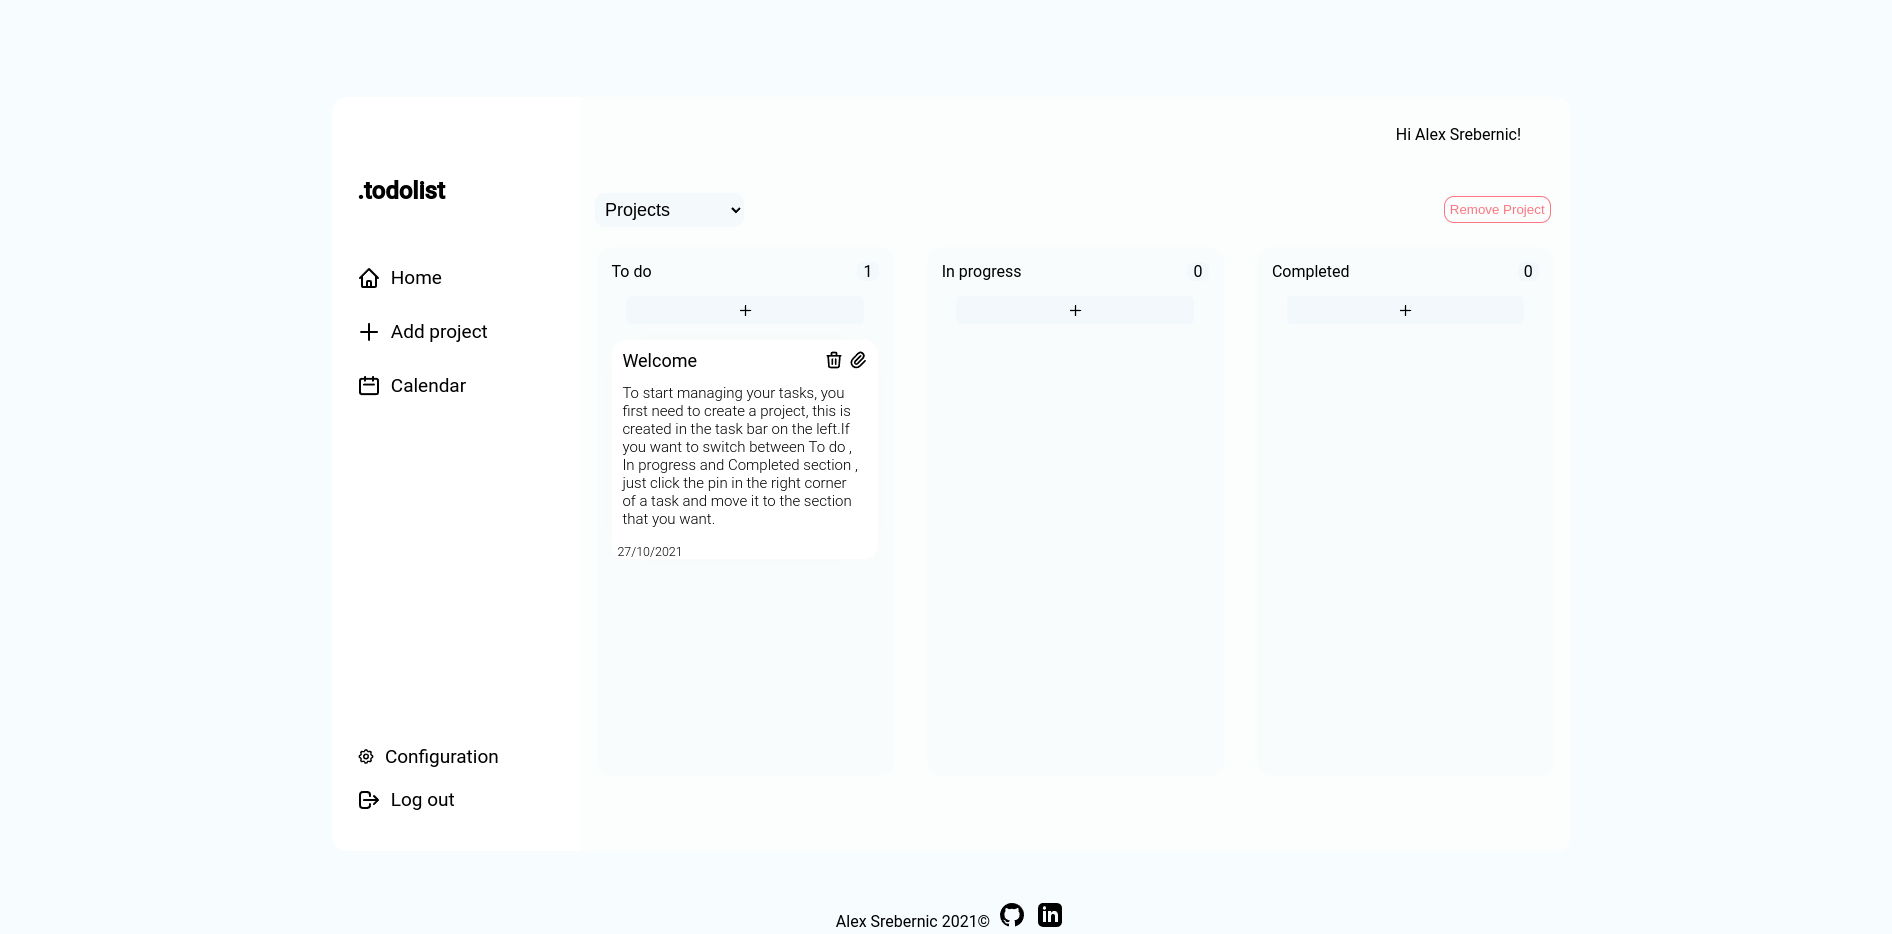 Hi Alex Srebernic!
.todolist
Home
Add project
Calendar
Configuration
Log out
Projects
Remove Project
To do 1
+
Welcome
To start managing your tasks, you
first need to create a project, this is
created in the task bar on the left.If
you want to switch between To do ,
In progress and Completed section ,
just click the pin in the right corner
of a task and move it to the section
that you want.
27/10/2021
In progress 0
+
Completed 0
+
Alex Srebernic 2021©
in